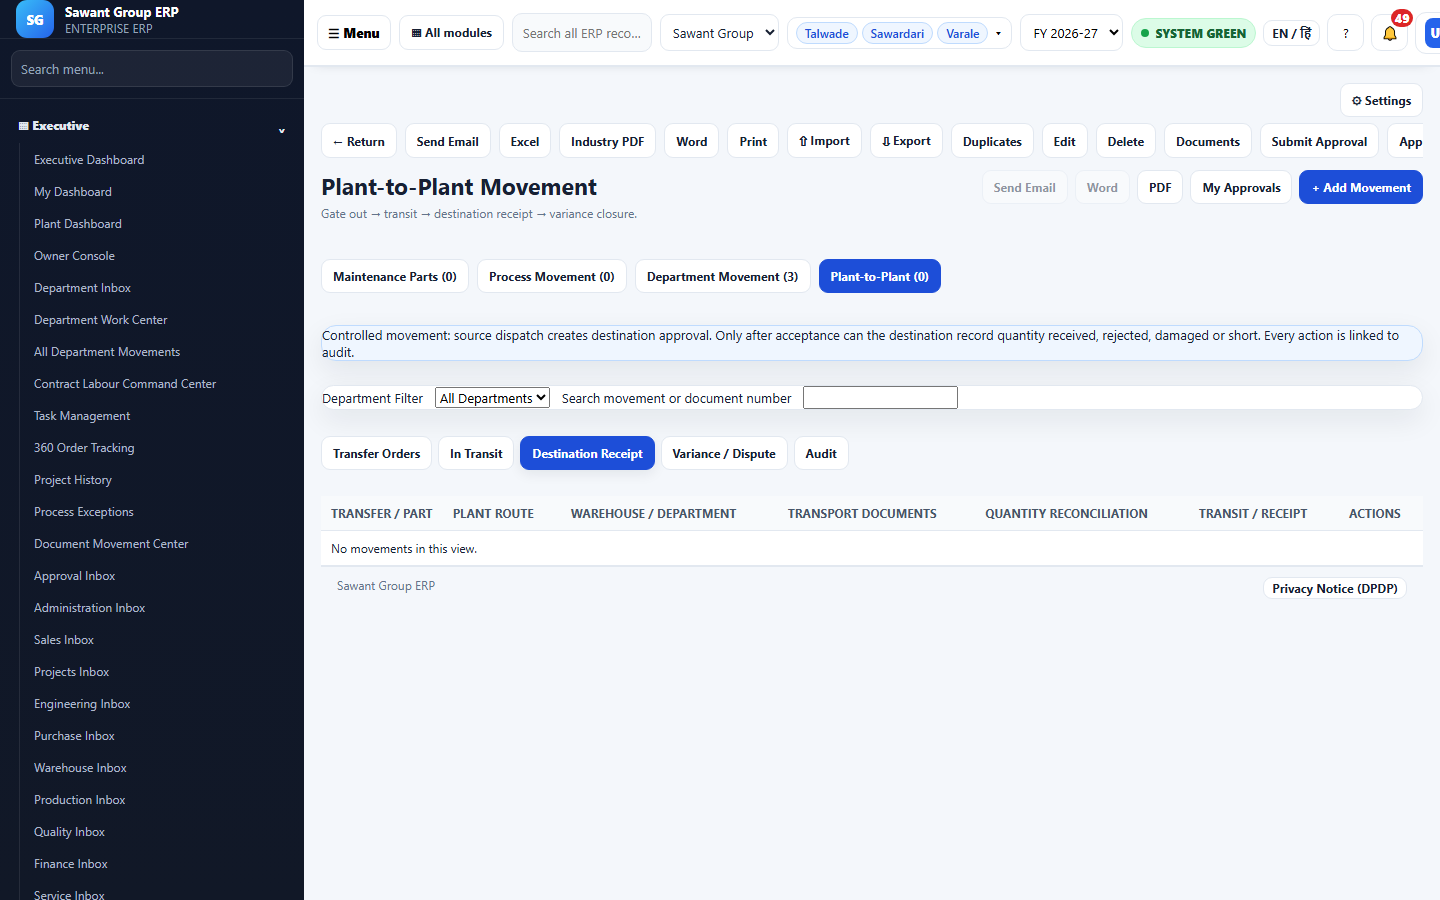 SG
Sawant Group ERP
ENTERPRISE ERP
Search menu...
Executive
Executive Dashboard
My Dashboard
Plant Dashboard
Owner Console
Department Inbox
Department Work Center
All Department Movements
Contract Labour Command Center
Task Management
360 Order Tracking
Project History
Process Exceptions
Document Movement Center
Approval Inbox
Administration Inbox
Sales Inbox
Projects Inbox
Engineering Inbox
Purchase Inbox
Warehouse Inbox
Production Inbox
Quality Inbox
Finance Inbox
Service Inbox
☰ Menu
All modules
Search all ERP reco...
Sawant Group
Talwade Sawardari Varale
FY 2026-27
SYSTEM GREEN
EN / हिं
?
49
U
⚙ Settings
← Return
Send Email
Excel
Industry PDF
Word
Print
⇧ Import
⇩ Export
Duplicates
Edit
Delete
Documents
Submit Approval
App
Plant-to-Plant Movement
Send Email
Word
PDF
My Approvals
+ Add Movement
Gate out → transit → destination receipt → variance closure.
Maintenance Parts (0)
Process Movement (0)
Department Movement (3)
Plant-to-Plant (0)
Controlled movement: source dispatch creates destination approval. Only after acceptance can the destination record quantity received, rejected, damaged or short. Every action is linked to
audit.
Department Filter
All Departments
Search movement or document number
Transfer Orders
In Transit
Destination Receipt
Variance / Dispute
Audit
TRANSFER / PART PLANT ROUTE WAREHOUSE / DEPARTMENT TRANSPORT DOCUMENTS QUANTITY RECONCILIATION TRANSIT / RECEIPT ACTIONS
No movements in this view.
Sawant Group ERP
Privacy Notice (DPDP)